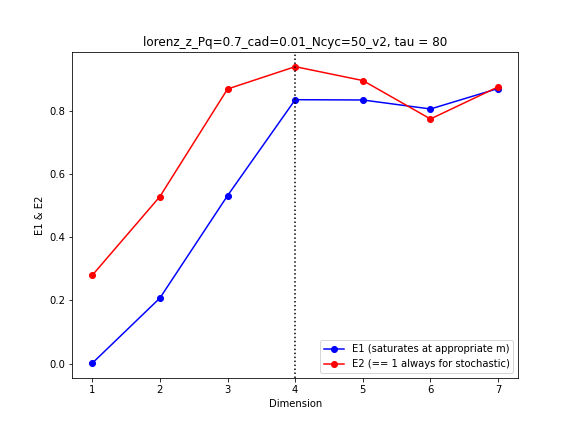 lorenz_z_Pq=0.7_cad=0.01_Ncyc=50_v2, tau = 80
E1 & E2
0.8
0.6
0.4
0.2
0.0
E1 (saturates at appropriate m)
E2 (== 1 always for stochastic)
1 2 3 4 5 6 7
Dimension